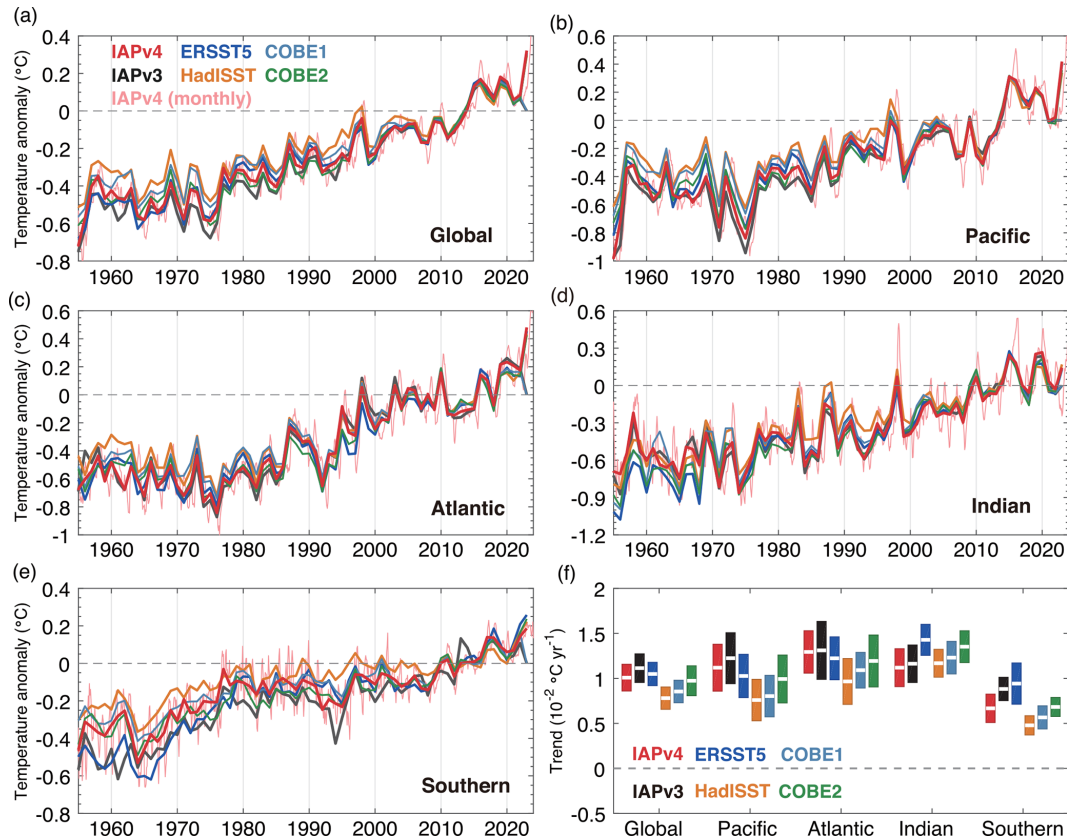 (a)
Temperature anomaly (°C)
0.4
0.2
0
-0.2
-0.4
-0.6
-0.8
IAPv4 ERSST5 COBE1
IAPv3 HadISST COBE2
IAPv4 (monthly)
Global
1960 1970 1980 1990 2000 2010 2020
(b)
0.6
0.4
0.2
0
-0.2
-0.4
-0.6
-0.8
-1
Pacific
1960 1970 1980 1990 2000 2010 2020
(c)
Temperature anomaly (°C)
0.6
0.4
0.2
0
-0.2
-0.4
-0.6
-0.8
-1
Atlantic
1960 1970 1980 1990 2000 2010 2020
(d)
0.6
0.3
0
-0.3
-0.6
-0.9
-1.2
Indian
1960 1970 1980 1990 2000 2010 2020
(e)
Temperature anomaly (°C)
0.4
0.2
0
-0.2
-0.4
-0.6
-0.8
Southern
1960 1970 1980 1990 2000 2010 2020
(f)
Trend (10⁻² °C yr⁻¹)
2
1.5
1
0.5
0
-0.5
IAPv4 ERSST5 COBE1
IAPv3 HadISST COBE2
Global Pacific Atlantic Indian Southern